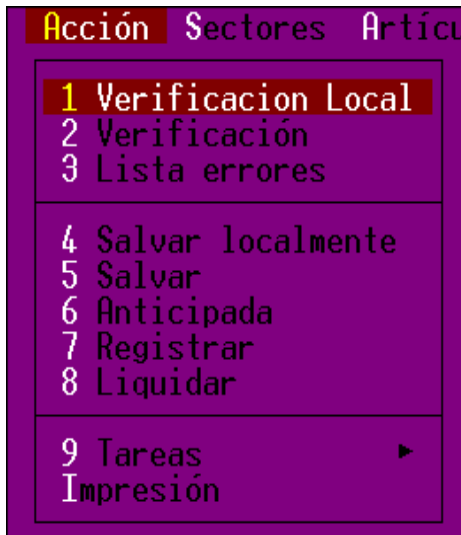 Acción Sectores Artícu
1 Verificacion Local
2 Verificación
3 Lista errores
4 Salvar localmente
5 Salvar
6 Anticipada
7 Registrar
8 Liquidar
9 Tareas
Impresión